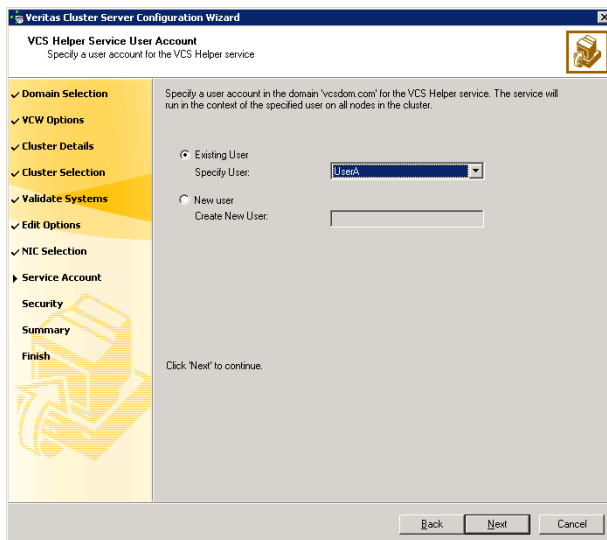 Veritas Cluster Server Configuration Wizard
VCS Helper Service User Account
Specify a user account for the VCS Helper service
Domain Selection
VCW Options
Cluster Details
Cluster Selection
Validate Systems
Edit Options
NIC Selection
Service Account
Security
Summary
Finish
Specify a user account in the domain 'vcsdom.com' for the VCS Helper service. The service will
run in the context of the specified user on all nodes in the cluster.
Existing User
Specify User: UserA
New user
Create New User:
Click 'Next' to continue.
Back Next Cancel